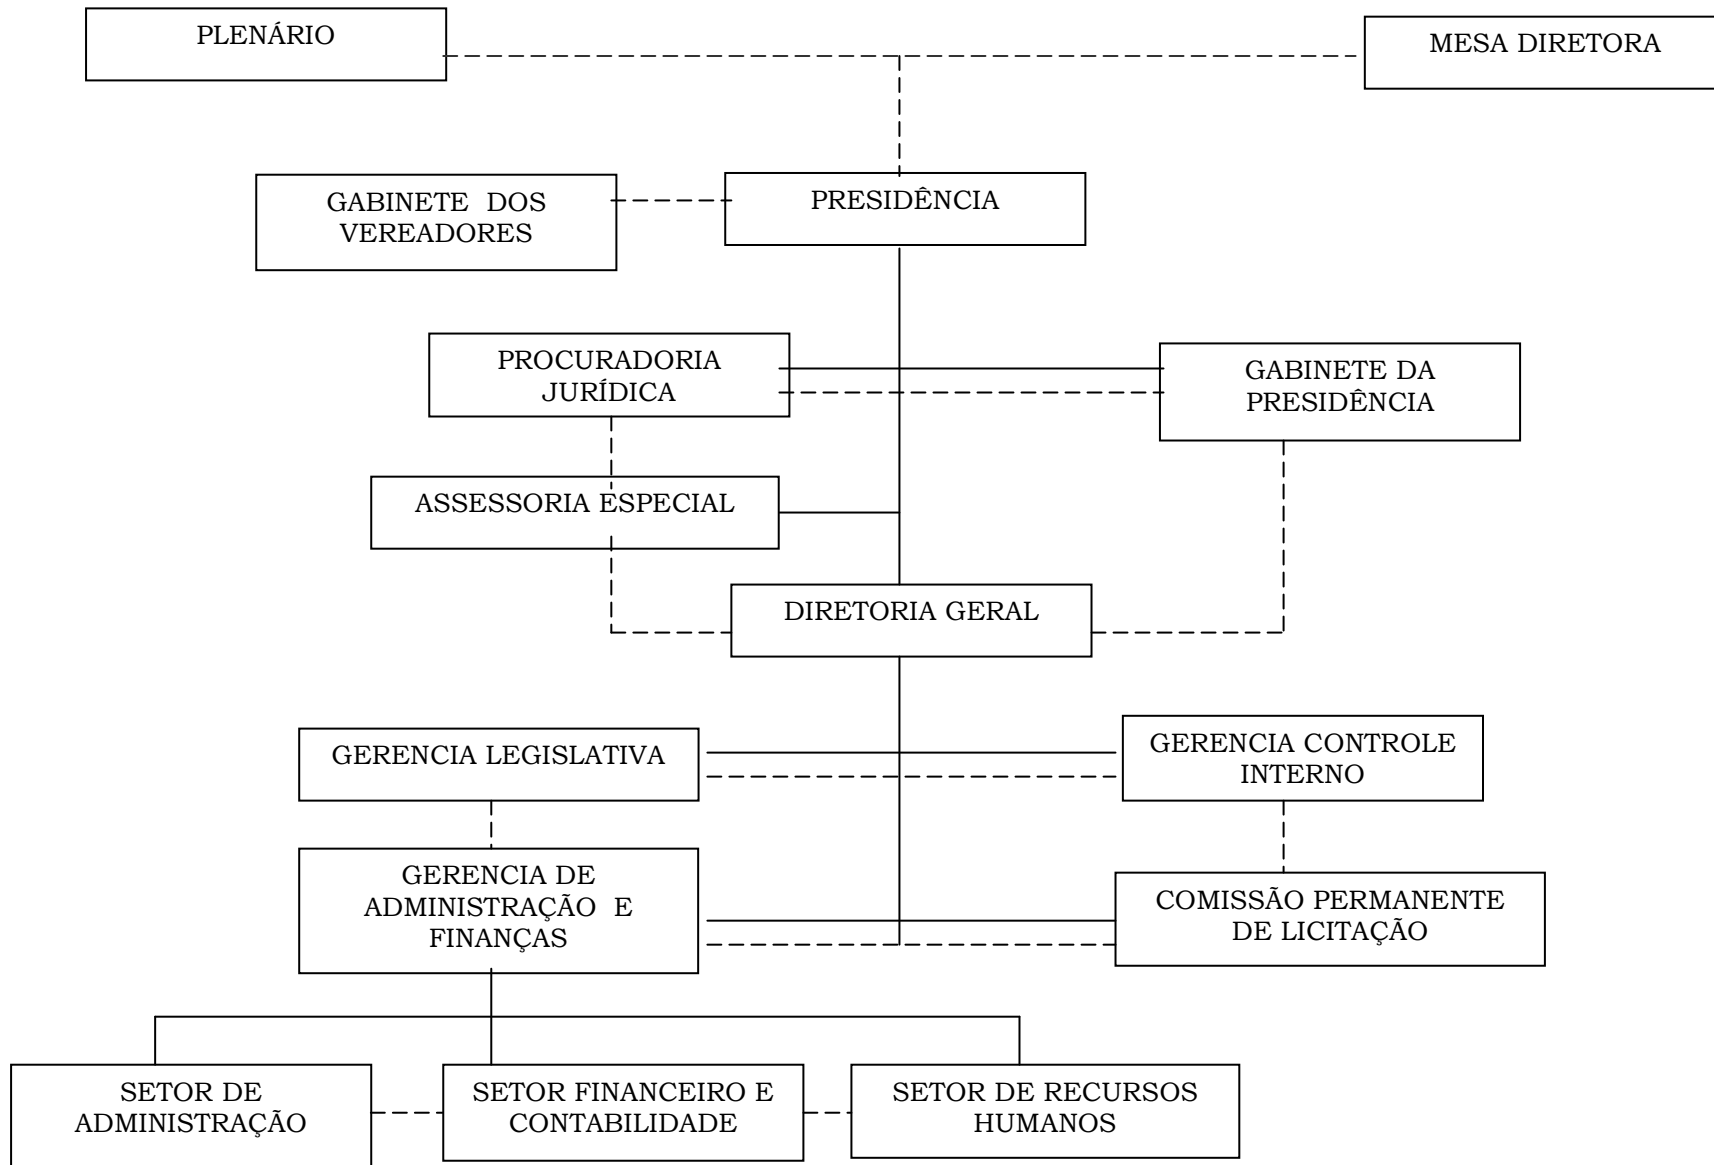 PLENÁRIO
MESA DIRETORA
GABINETE DOS
VEREADORES
PRESIDÊNCIA
PROCURADORIA
JURÍDICA
GABINETE DA
PRESIDÊNCIA
ASSESSORIA ESPECIAL
DIRETORIA GERAL
GERENCIA LEGISLATIVA
GERENCIA CONTROLE
INTERNO
GERENCIA DE
ADMINISTRAÇÃO E
FINANÇAS
COMISSÃO PERMANENTE
DE LICITAÇÃO
SETOR DE
ADMINISTRAÇÃO
SETOR FINANCEIRO E
CONTABILIDADE
SETOR DE RECURSOS
HUMANOS